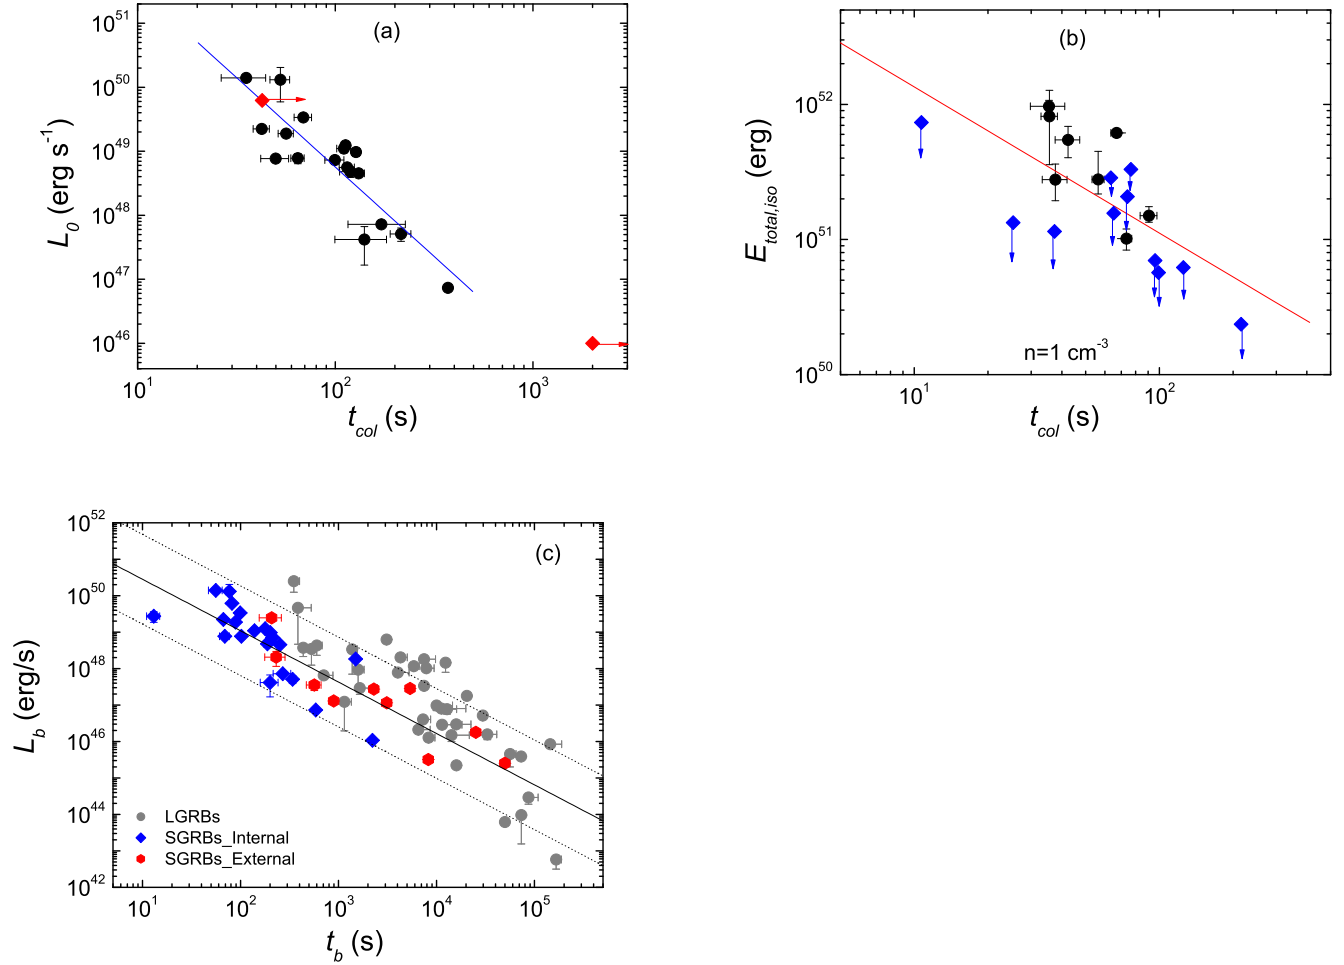 (a)
10^51
10^50
10^49
10^48
10^47
10^46
L_0 (erg s^-1)
10^1
10^2
10^3
t_col (s)
(b)
10^52
10^51
10^50
E_total,iso (erg)
n=1 cm^-3
10^1
10^2
t_col (s)
(c)
10^52
10^50
10^48
10^46
10^44
10^42
L_b (erg/s)
LGRBs
SGRBs_Internal
SGRBs_External
10^1
10^2
10^3
10^4
10^5
t_b (s)